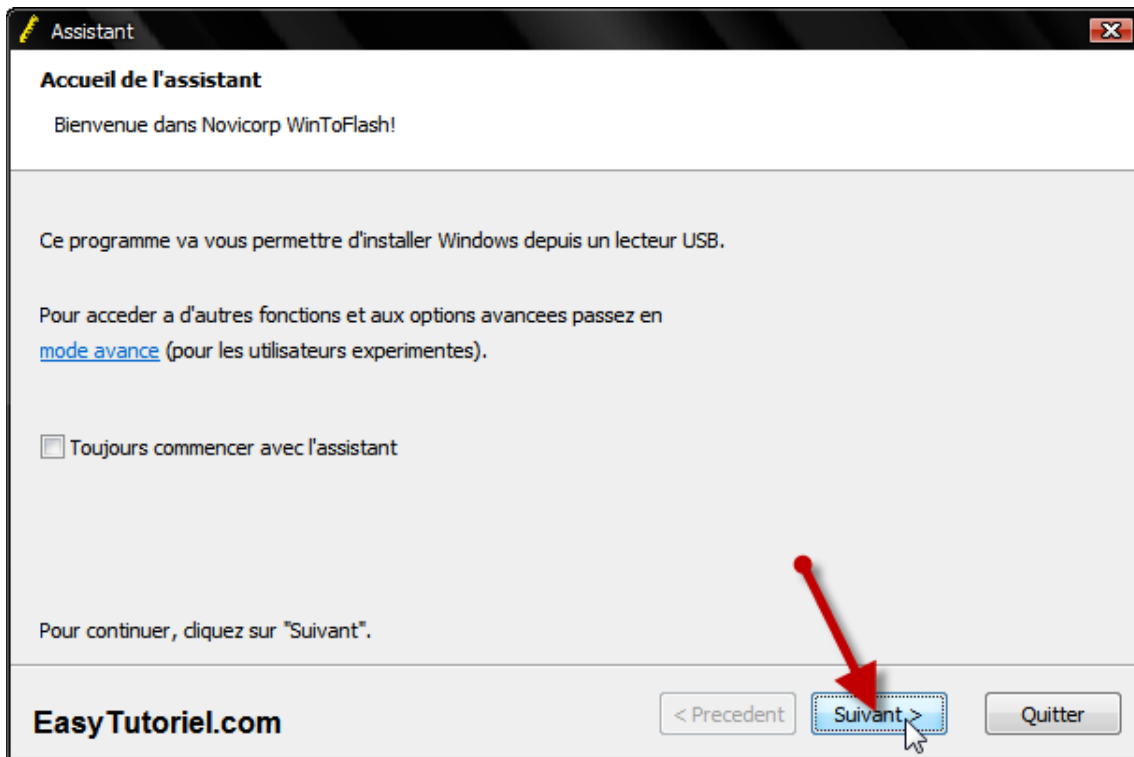 Assistant
Accueil de l'assistant
Bienvenue dans Novicorp WinToFlash!
Ce programme va vous permettre d'installer Windows depuis un lecteur USB.
Pour acceder a d'autres fonctions et aux options avancees passez en
mode avance (pour les utilisateurs experimentes).
Toujours commencer avec l'assistant
Pour continuer, cliquez sur "Suivant".
EasyTutoriel.com
< Precedent
Suivant >
Quitter